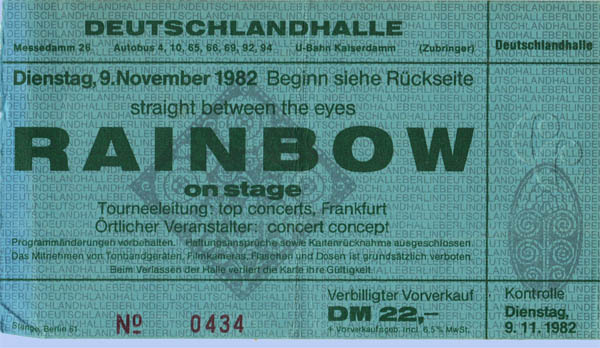 DEUTSCHLANDHALLE
Messedamm 26 Autobus 4, 10, 65, 66, 69, 92, 94 U-Bahn Kaiserdamm (Zubringer)
Deutschlandhalle
Dienstag, 9. November 1982 Beginn siehe Rückseite
straight between the eyes
RAINBOW
on stage
Tourneeleitung: top concerts, Frankfurt
Örtlicher Veranstalter: concert concept
Programmänderungen vorbehalten. Haftungsansprüche sowie Kartenrücknahme ausgeschlossen.
Das Mitnehmen von Tonbandgeräten, Filmkameras, Flaschen und Dosen ist grundsätzlich verboten.
Beim Verlassen der Halle verliert die Karte ihre Gültigkeit.
Verbilligter Vorverkauf
DM 22,-
+ Vorverkaufsgeb. incl. 6,5% MwSt.
Kontrolle
Dienstag,
9. 11. 1982
Berlin 61
No 0434